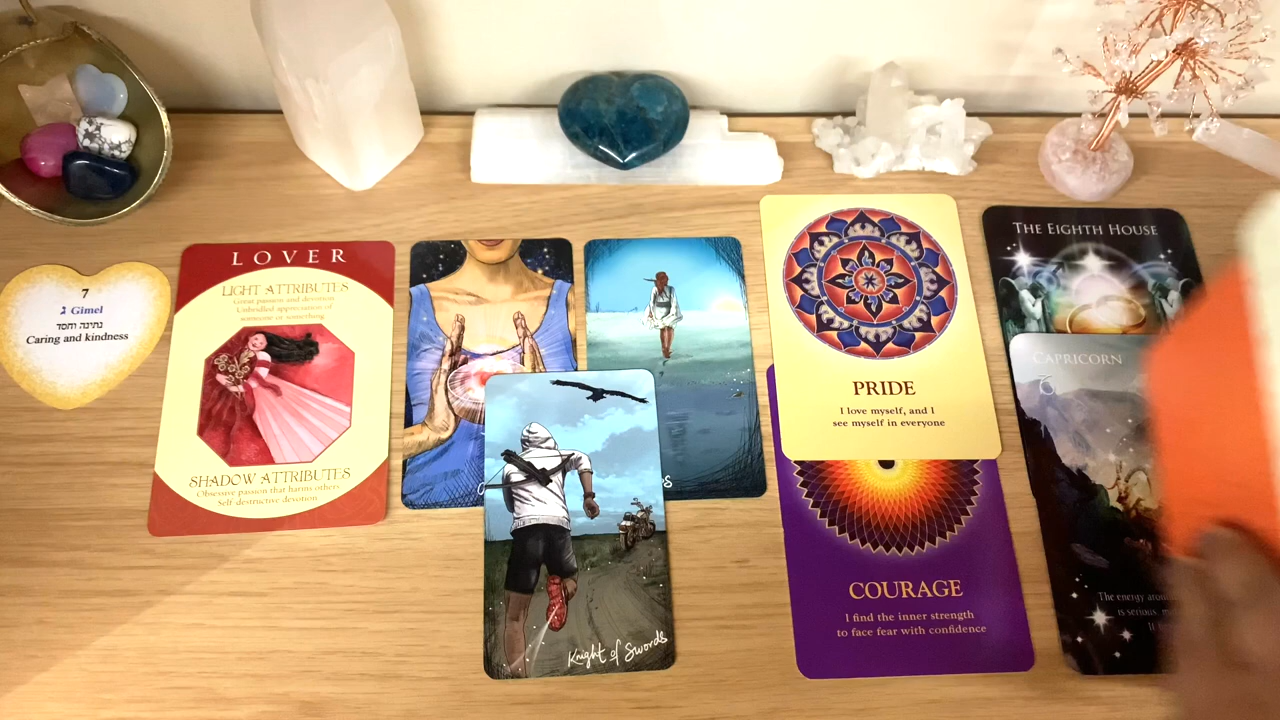 7
ג Gimel
נתינה וחסד
Caring and kindness
LOVER
LIGHT ATTRIBUTES
Great passion and devotion
Unbridled appreciation of
someone or something
SHADOW ATTRIBUTES
Obsessive passion that harms others
Self-destructive devotion
Knight of Swords
PRIDE
I love myself, and I
see myself in everyone
COURAGE
I find the inner strength
to face fear with confidence
THE EIGHTH HOUSE
CAPRICORN
The energy
is serious